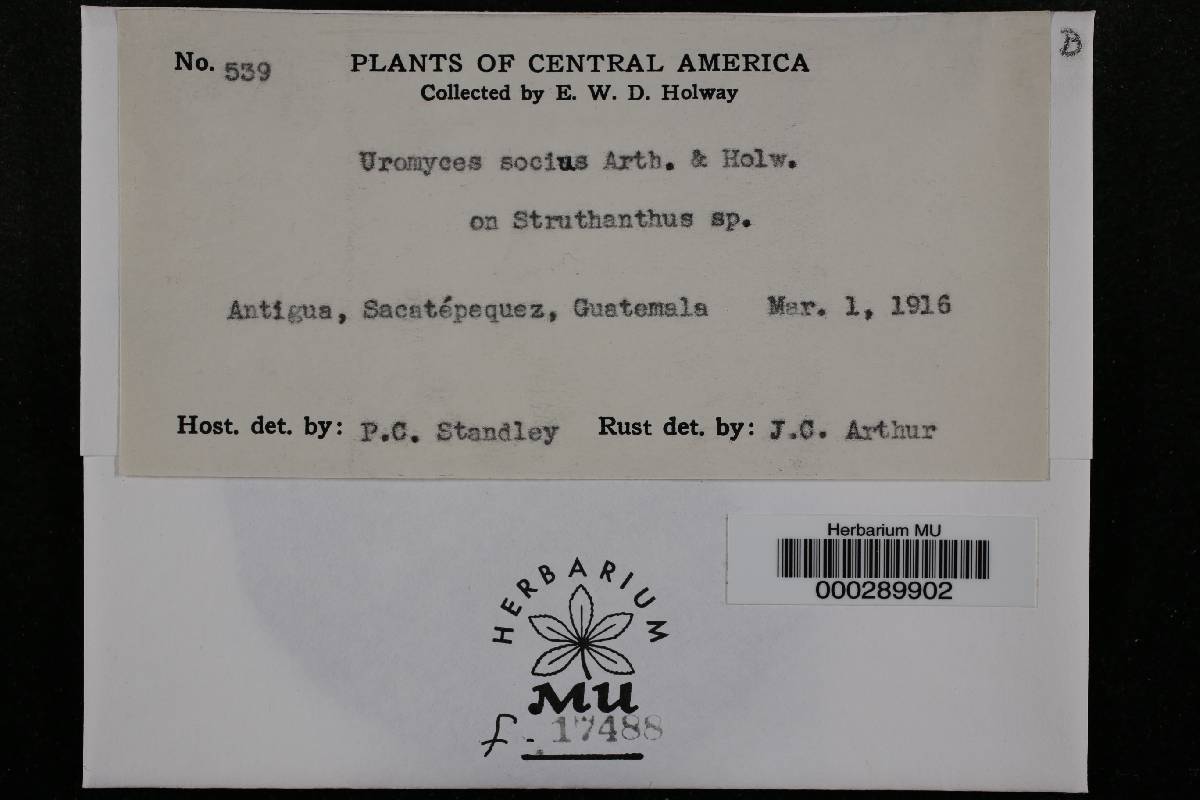 No. 539 PLANTS OF CENTRAL AMERICA B
Collected by E. W. D. Holway
Uromyces socius Arth. & Holw.
on Struthanthus sp.
Antigua, Sacatépequez, Guatemala Mar. 1, 1916
Host. det. by: P.C. Standley Rust det. by: J.C. Arthur
Herbarium MU
000289902
HERBARIUM
MU
f - 17488